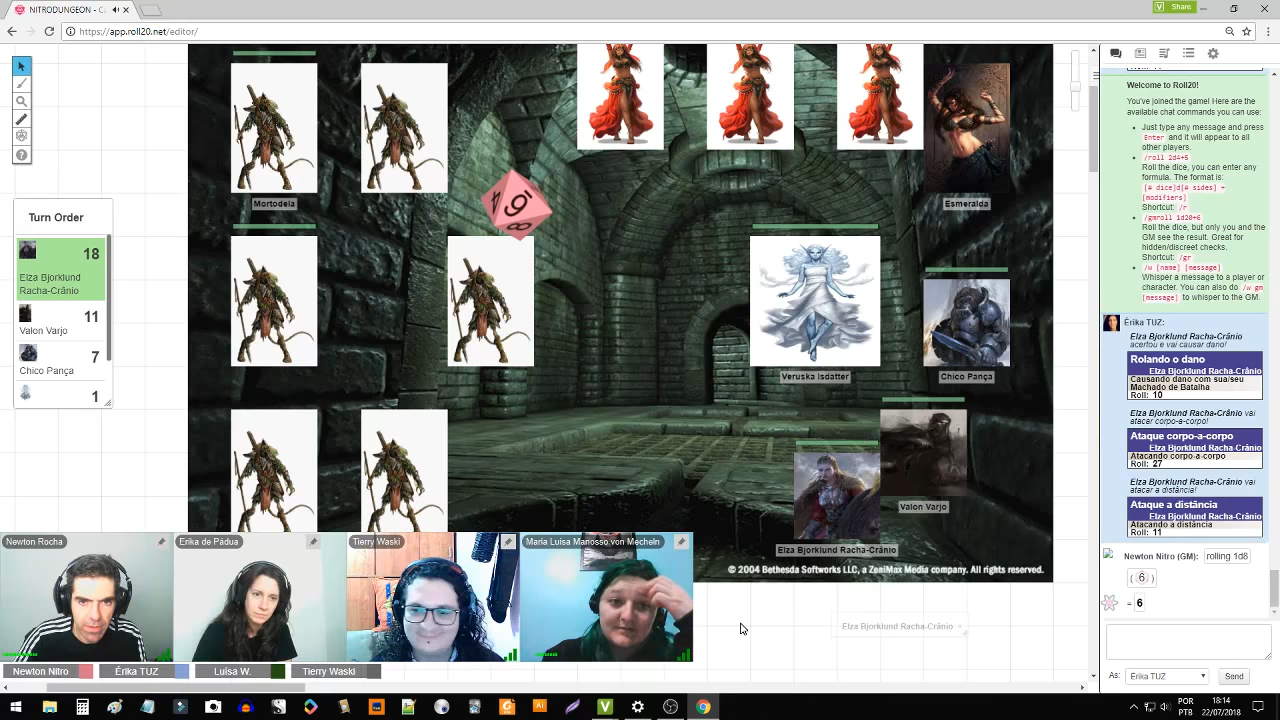 NITRODUNGEON - C
Share
https://app.roll20.net/editor/
Turn Order
18
Elza Bjorklund
Racha-Crânio
11
Valon Varjo
7
Chico Pança
1
Mortodela
Esmeralda
Veruska Isdatter
Chico Pança
Valon Varjo
Elza Bjorklund Racha-Crânio
© 2004 Bethesda Softworks LLC, a ZeniMax Media company. All rights reserved.
Elza Bjorklund Racha-Crânio
Newton Rocha
Erika de Pádua
Tierry Waski
Maria Luísa Manosso von Mecheln
Newton Nitro
Érika TUZ
Luísa W.
Tierry Waski
Welcome to Roll20!
You've joined the game! Here are the
available chat commands you can use:
Just type any message and press
Enter and it will appear to all
other players.
/roll 2d4+5
Roll the dice, you can enter any
formula. The format is:
[# dice]d[# sides] +
[modifiers]
Shortcut: /r
/gmroll 1d20+6
Roll the dice, but only you and the
GM see the result. Great for
hidden/discreet checks.
Shortcut: /gr
/w [name] [message]
Whisper a message to a player or
character. You can also do /w gm
[message] to whisper to the GM.
Érika TUZ:
Elza Bjorklund Racha-Crânio
acertou e vai causar dano!
Rolando o dano
Elza Bjorklund Racha-Crânio
Causando dano com sua/seu
Machado de Batalha
Roll: 10
Elza Bjorklund Racha-Crânio vai
atacar corpo-a-corpo!
Ataque corpo-a-corpo
Elza Bjorklund Racha-Crânio
Atacando corpo-a-corpo
Roll: 27
Elza Bjorklund Racha-Crânio vai
atacar a distância!
Ataque a distância
Elza Bjorklund Racha-Crânio
Atacando a distância
Roll: 11
Newton Nitro (GM): rolling 1d8
( 6 )
= 6
As: Érika TUZ Send
POR
PTB
18:14
22/07/2018